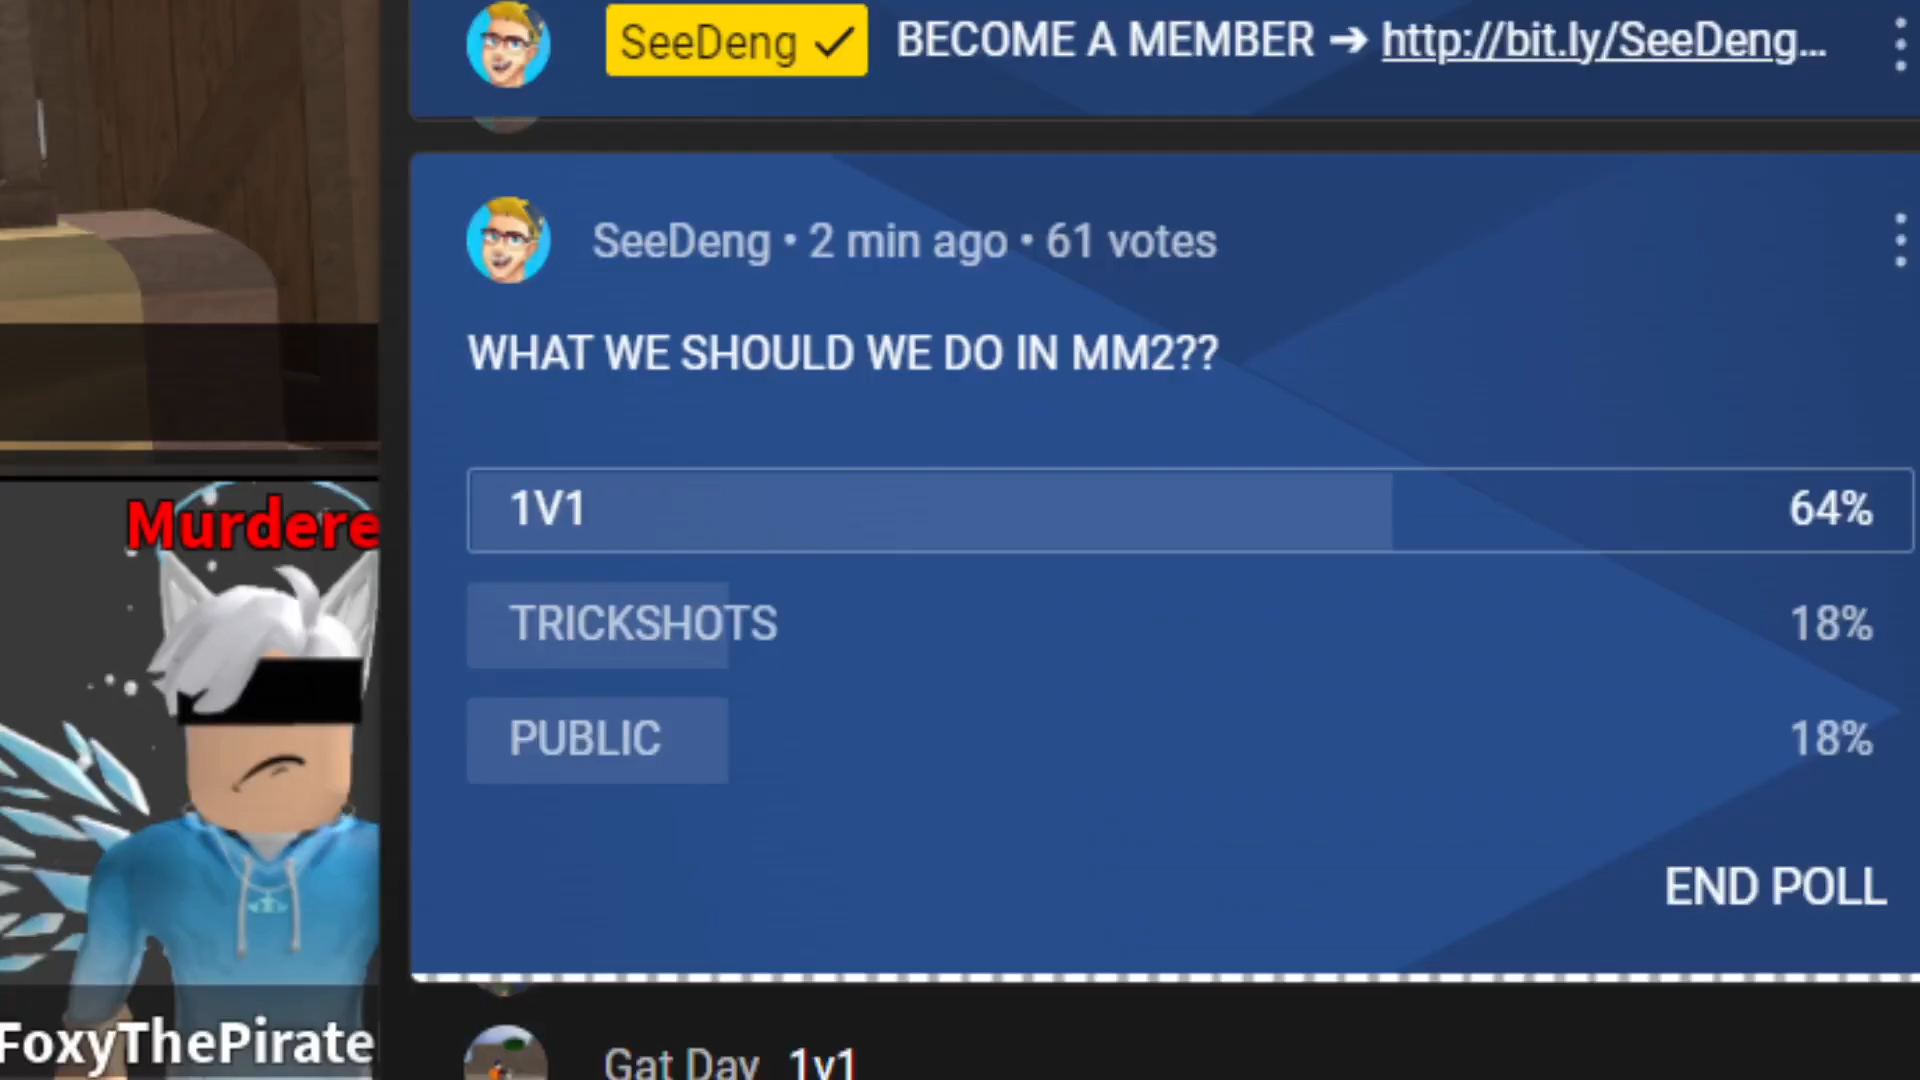 SeeDeng ✓ BECOME A MEMBER ➔ http://bit.ly/SeeDeng...
SeeDeng • 2 min ago • 61 votes
WHAT WE SHOULD WE DO IN MM2??
1V1 64%
TRICKSHOTS 18%
PUBLIC 18%
END POLL
Murdere
FoxyThePirate
Gat Day 1v1